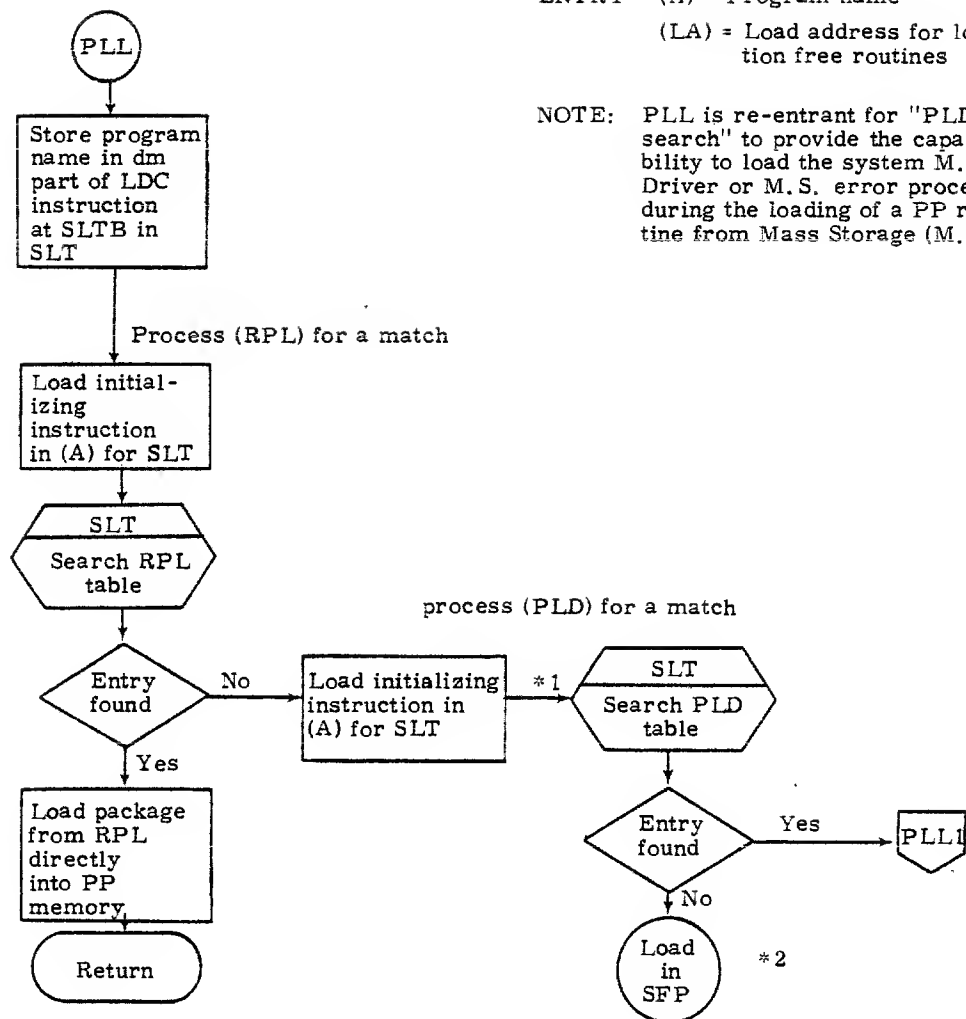 (LA) = Load address for lo
tion free routines
NOTE: PLL is re-entrant for "PLD
search" to provide the capa
bility to load the system M.
Driver or M.S. error proce
during the loading of a PP r
tine from Mass Storage (M.
PLL
Store program
name in dm
part of LDC
instruction
at SLTB in
SLT
Process (RPL) for a match
Load initial-
izing
instruction
in (A) for SLT
SLT
Search RPL
table
process (PLD) for a match
Entry
found
No
Load initializing
instruction in
(A) for SLT
*1
SLT
Search PLD
table
Yes
Load package
from RPL
directly
into PP
memory
Return
Entry
found
Yes
PLL1
No
Load
in
SFP
*2